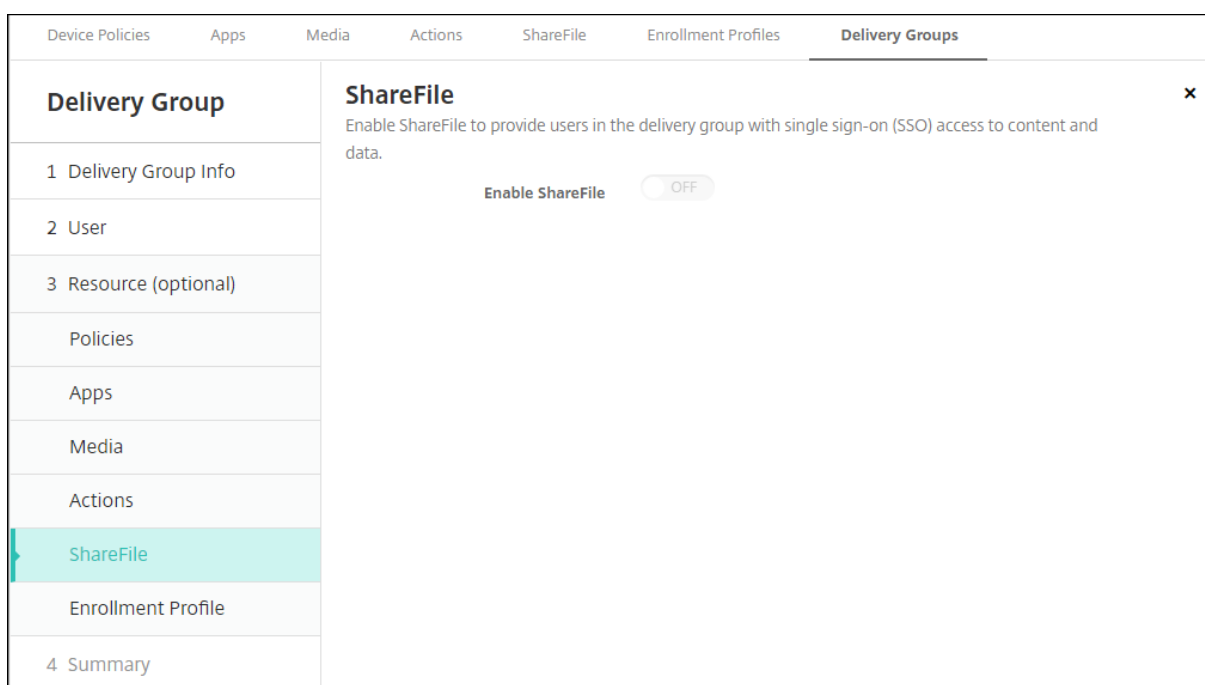 Device Policies Apps Media Actions ShareFile Enrollment Profiles Delivery Groups
Delivery Group
1 Delivery Group Info
2 User
3 Resource (optional)
Policies
Apps
Media
Actions
ShareFile
Enrollment Profile
4 Summary
ShareFile
Enable ShareFile to provide users in the delivery group with single sign-on (SSO) access to content and
data.
Enable ShareFile OFF